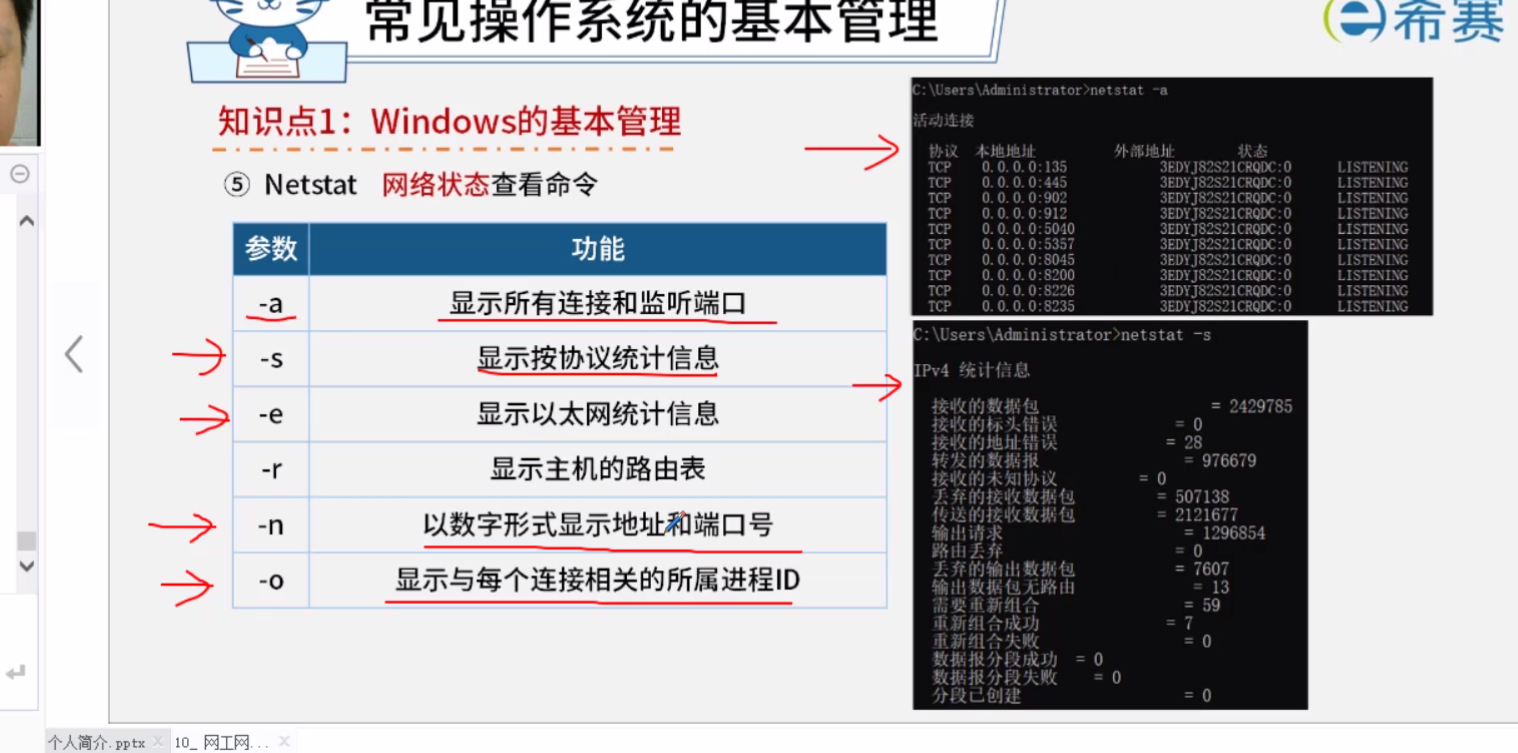 常见操作系统的基本管理
希赛
知识点1：Windows的基本管理
⑤ Netstat 网络状态查看命令
参数 功能
-a 显示所有连接和监听端口
-s 显示按协议统计信息
-e 显示以太网统计信息
-r 显示主机的路由表
-n 以数字形式显示地址和端口号
-o 显示与每个连接相关的所属进程ID
C:\Users\Administrator>netstat -a
活动连接
协议 本地地址 外部地址 状态
TCP 0.0.0.0:135 3EDYJ82S21CRQDC:0 LISTENING
TCP 0.0.0.0:445 3EDYJ82S21CRQDC:0 LISTENING
TCP 0.0.0.0:902 3EDYJ82S21CRQDC:0 LISTENING
TCP 0.0.0.0:912 3EDYJ82S21CRQDC:0 LISTENING
TCP 0.0.0.0:5040 3EDYJ82S21CRQDC:0 LISTENING
TCP 0.0.0.0:5357 3EDYJ82S21CRQDC:0 LISTENING
TCP 0.0.0.0:8045 3EDYJ82S21CRQDC:0 LISTENING
TCP 0.0.0.0:8200 3EDYJ82S21CRQDC:0 LISTENING
TCP 0.0.0.0:8226 3EDYJ82S21CRQDC:0 LISTENING
TCP 0.0.0.0:8235 3EDYJ82S21CRQDC:0 LISTENING
C:\Users\Administrator>netstat -s
IPv4 统计信息
接收的数据包 = 2429785
接收的标头错误 = 0
接收的地址错误 = 28
转发的数据报 = 976679
接收的未知协议 = 0
丢弃的接收数据包 = 507138
传送的接收数据包 = 2121677
输出请求 = 1296854
路由丢弃 = 0
丢弃的输出数据包 = 7607
输出数据包无路由 = 13
需要重新组合 = 59
重新组合成功 = 7
重新组合失败 = 0
数据报分段成功 = 0
数据报分段失败 = 0
分段已创建 = 0
个人简介.pptx 10_ 网工网...